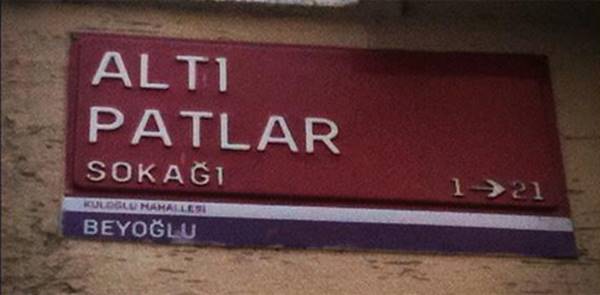 ALTI
PATLAR
SOKAĞI
1→21
KULOĞLU MAHALLESİ
BEYOĞLU